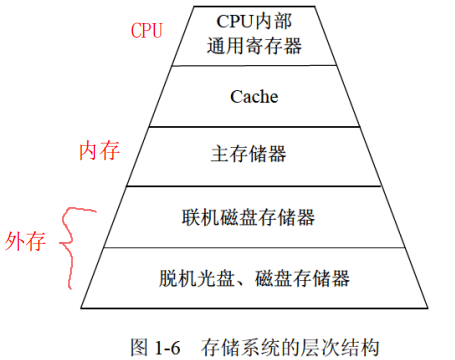 CPU
CPU内部
通用寄存器
Cache
内存
主存储器
联机磁盘存储器
外存
脱机光盘、磁盘存储器
图 1-6 存储系统的层次结构